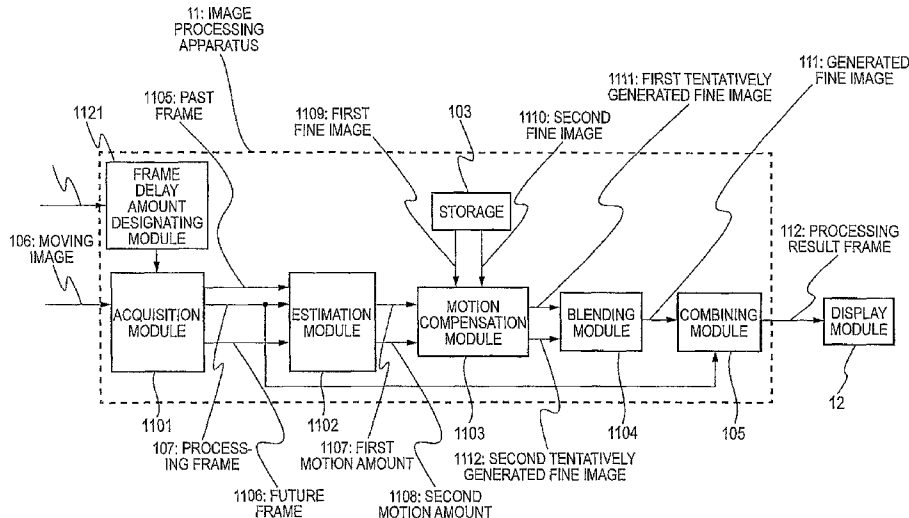 11: IMAGE
PROCESSING
APPARATUS
1105: PAST
FRAME
1121
1109: FIRST
FINE IMAGE
103
1110: SECOND
FINE IMAGE
1111: FIRST TENTATIVELY
GENERATED FINE IMAGE
111: GENERATED
FINE IMAGE
FRAME
DELAY
AMOUNT
DESIGNATING
MODULE
STORAGE
106: MOVING
IMAGE
112:
PROCESSING
RESULT FRAME
ACQUISITION
MODULE
ESTIMATION
MODULE
MOTION
COMPENSATION
MODULE
BLENDING
MODULE
COMBINING
MODULE
DISPLAY
MODULE
1101
1102
1103
1104
105
12
107: PROCESS-
ING FRAME
1107: FIRST
MOTION AMOUNT
1112: SECOND TENTATIVELY
GENERATED FINE IMAGE
1106: FUTURE
FRAME
1108: SECOND
MOTION AMOUNT